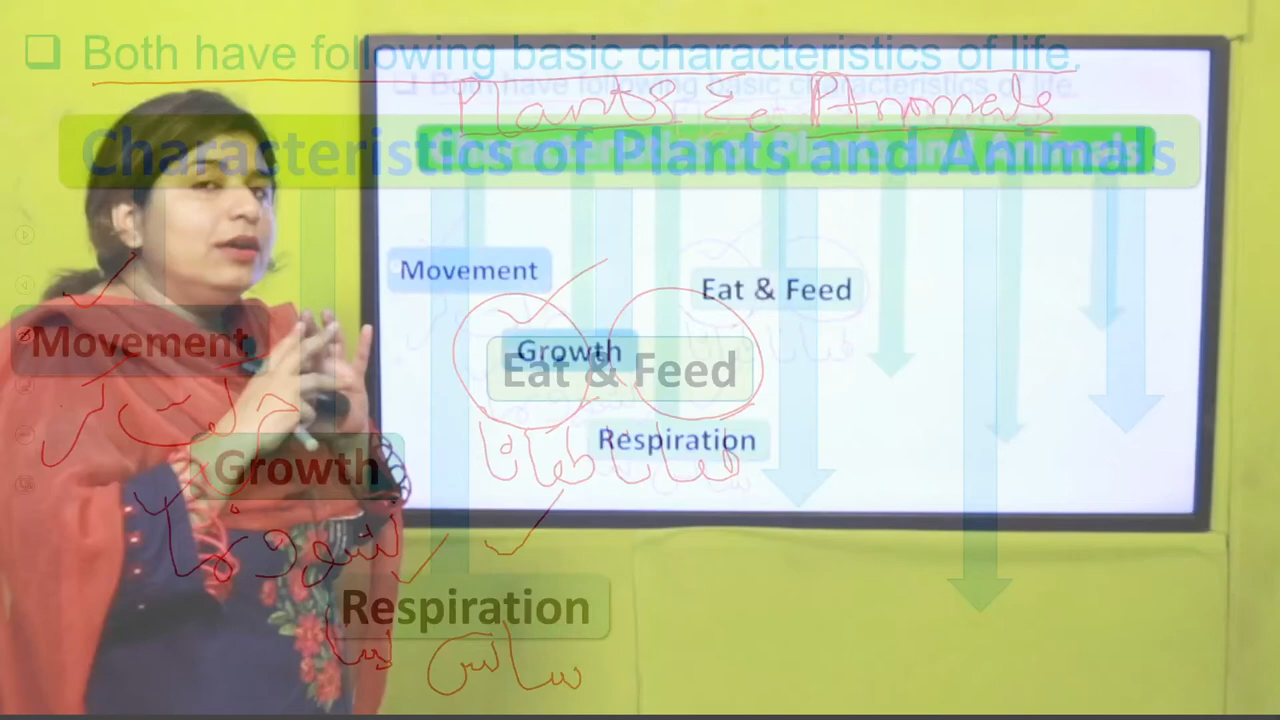 Both have following basic characteristics of life.
Plants & Animals
Characteristics of Plants and Animals
Movement
Eat & Feed
Growth
Respiration
Movement
حرکت کرنا
Eat & Feed
کھانا کھانا
Growth
نشوونما
Respiration
سانس لینا